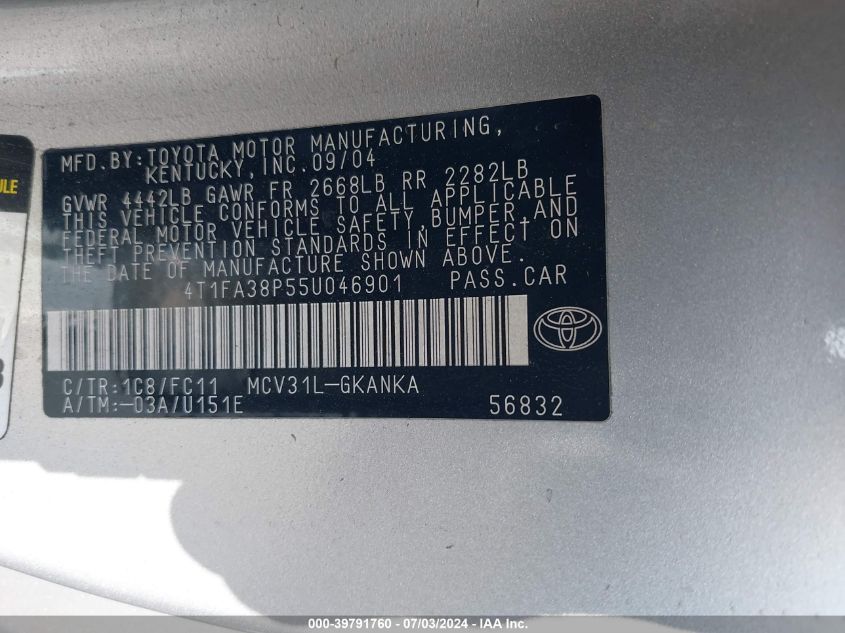 MFD.BY:TOYOTA MOTOR MANUFACTURING,
KENTUCKY,INC.09/04
GVWR 4442LB GAWR FR 2668LB RR 2282LB
THIS VEHICLE CONFORMS TO ALL APPLICABLE
FEDERAL MOTOR VEHICLE SAFETY,BUMPER,AND
THEFT PREVENTION STANDARDS IN EFFECT ON
THE DATE OF MANUFACTURE SHOWN ABOVE.
4T1FA38P55U046901 PASS.CAR
C/TR:1C8/FC11 MCV31L-GKANKA
A/TM:-03A/U151E 56832
000-39791760 - 07/03/2024 - IAA Inc.